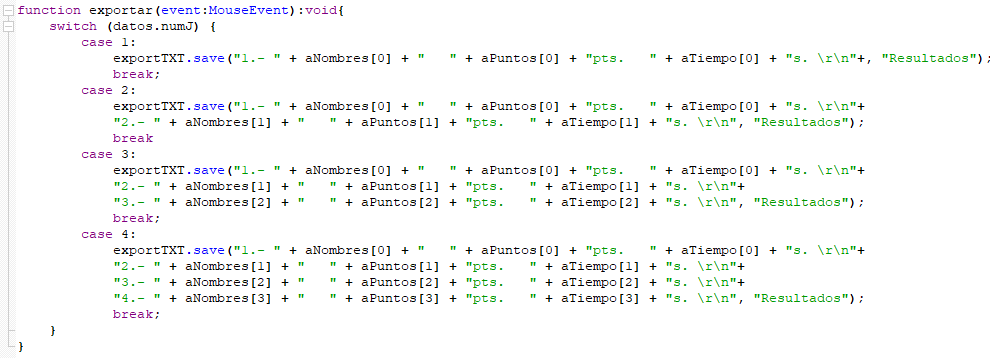 function exportar(event:MouseEvent):void{
    switch (datos.numJ) {
        case 1:
            exportTXT.save("1.- " + aNombres[0] + "   " + aPuntos[0] + "pts.   " + aTiempo[0] + "s. \r\n"+, "Resultados");
            break;
        case 2:
            exportTXT.save("1.- " + aNombres[0] + "   " + aPuntos[0] + "pts.   " + aTiempo[0] + "s. \r\n"+
            "2.- " + aNombres[1] + "   " + aPuntos[1] + "pts.   " + aTiempo[1] + "s. \r\n", "Resultados");
            break
        case 3:
            exportTXT.save("1.- " + aNombres[0] + "   " + aPuntos[0] + "pts.   " + aTiempo[0] + "s. \r\n"+
            "2.- " + aNombres[1] + "   " + aPuntos[1] + "pts.   " + aTiempo[1] + "s. \r\n"+
            "3.- " + aNombres[2] + "   " + aPuntos[2] + "pts.   " + aTiempo[2] + "s. \r\n", "Resultados");
            break;
        case 4:
            exportTXT.save("1.- " + aNombres[0] + "   " + aPuntos[0] + "pts.   " + aTiempo[0] + "s. \r\n"+
            "2.- " + aNombres[1] + "   " + aPuntos[1] + "pts.   " + aTiempo[1] + "s. \r\n"+
            "3.- " + aNombres[2] + "   " + aPuntos[2] + "pts.   " + aTiempo[2] + "s. \r\n"+
            "4.- " + aNombres[3] + "   " + aPuntos[3] + "pts.   " + aTiempo[3] + "s. \r\n", "Resultados");
            break;
    }
}